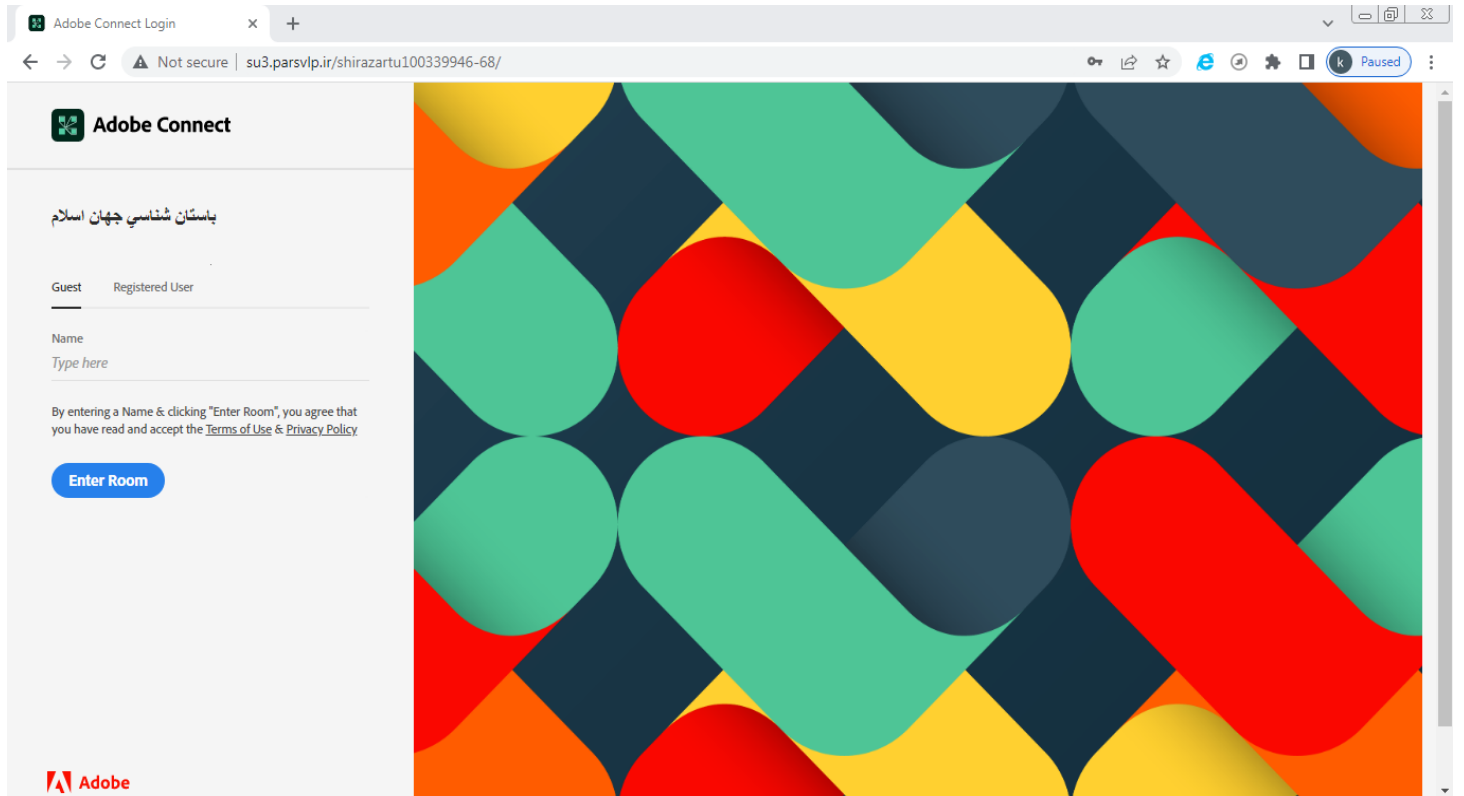 Adobe Connect Login
Not secure su3.parsvlp.ir/shirazartu100339946-68/
k Paused
Adobe Connect
باستان شناسي جهان اسلام
Guest Registered User
Name
Type here
By entering a Name & clicking "Enter Room", you agree that
you have read and accept the Terms of Use & Privacy Policy
Enter Room
Adobe